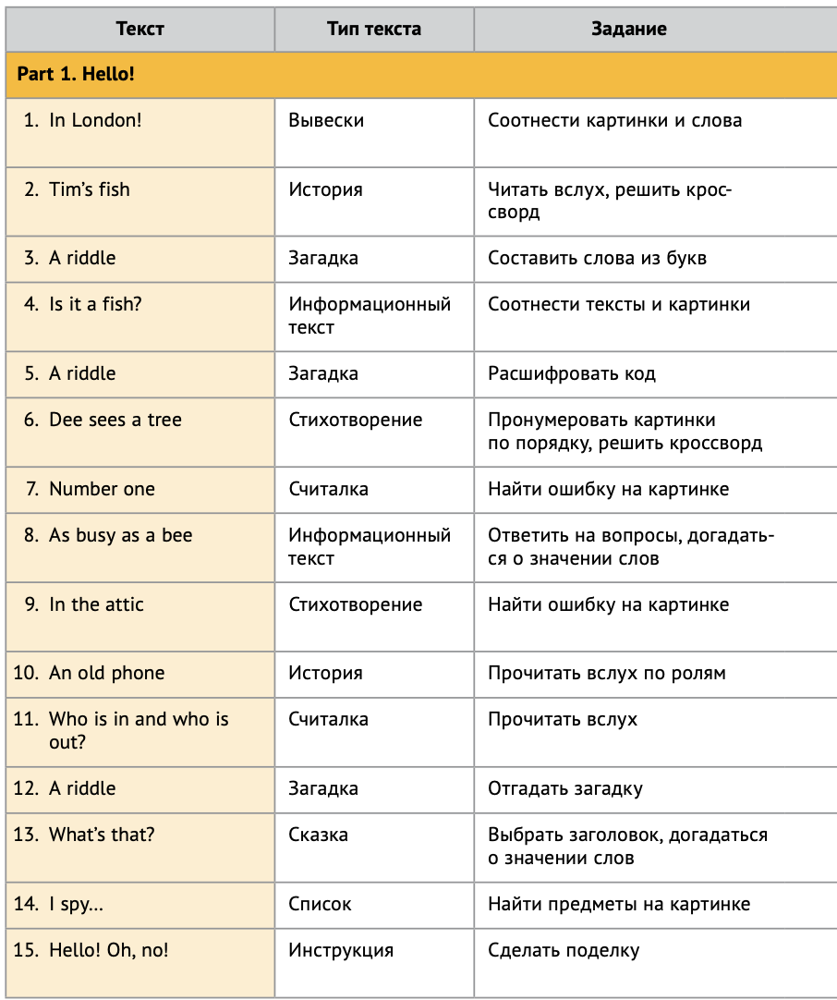 Текст Тип текста Задание
Part 1. Hello!
1. In London! Вывески Соотнести картинки и слова
2. Tim’s fish История Читать вслух, решить крос-
сворд
3. A riddle Загадка Составить слова из букв
4. Is it a fish? Информационный Соотнести тексты и картинки
текст
5. A riddle Загадка Расшифровать код
6. Dee sees a tree Стихотворение Пронумеровать картинки
по порядку, решить кроссворд
7. Number one Считалка Найти ошибку на картинке
8. As busy as a bee Информационный Ответить на вопросы, догадать-
текст ся о значении слов
9. In the attic Стихотворение Найти ошибку на картинке
10. An old phone История Прочитать вслух по ролям
11. Who is in and who is Считалка Прочитать вслух
out?
12. A riddle Загадка Отгадать загадку
13. What’s that? Сказка Выбрать заголовок, догадаться
о значении слов
14. I spy... Список Найти предметы на картинке
15. Hello! Oh, no! Инструкция Сделать поделку